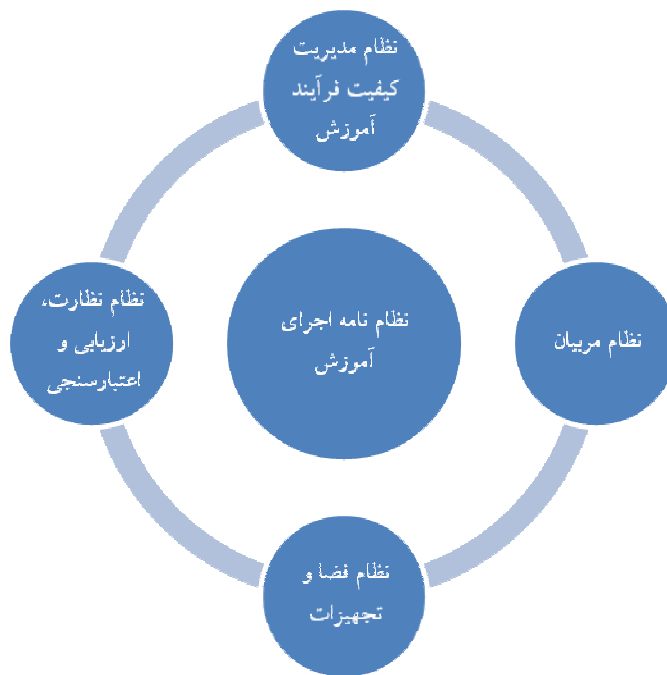 نظام مدیریت
کیفیت فرآیند
آموزش
نظام مربیان
نظام نامه اجرای
آموزش
نظام نظارت،
ارزیابی و
اعتبارسنجی
نظام فضا و
تجهیزات